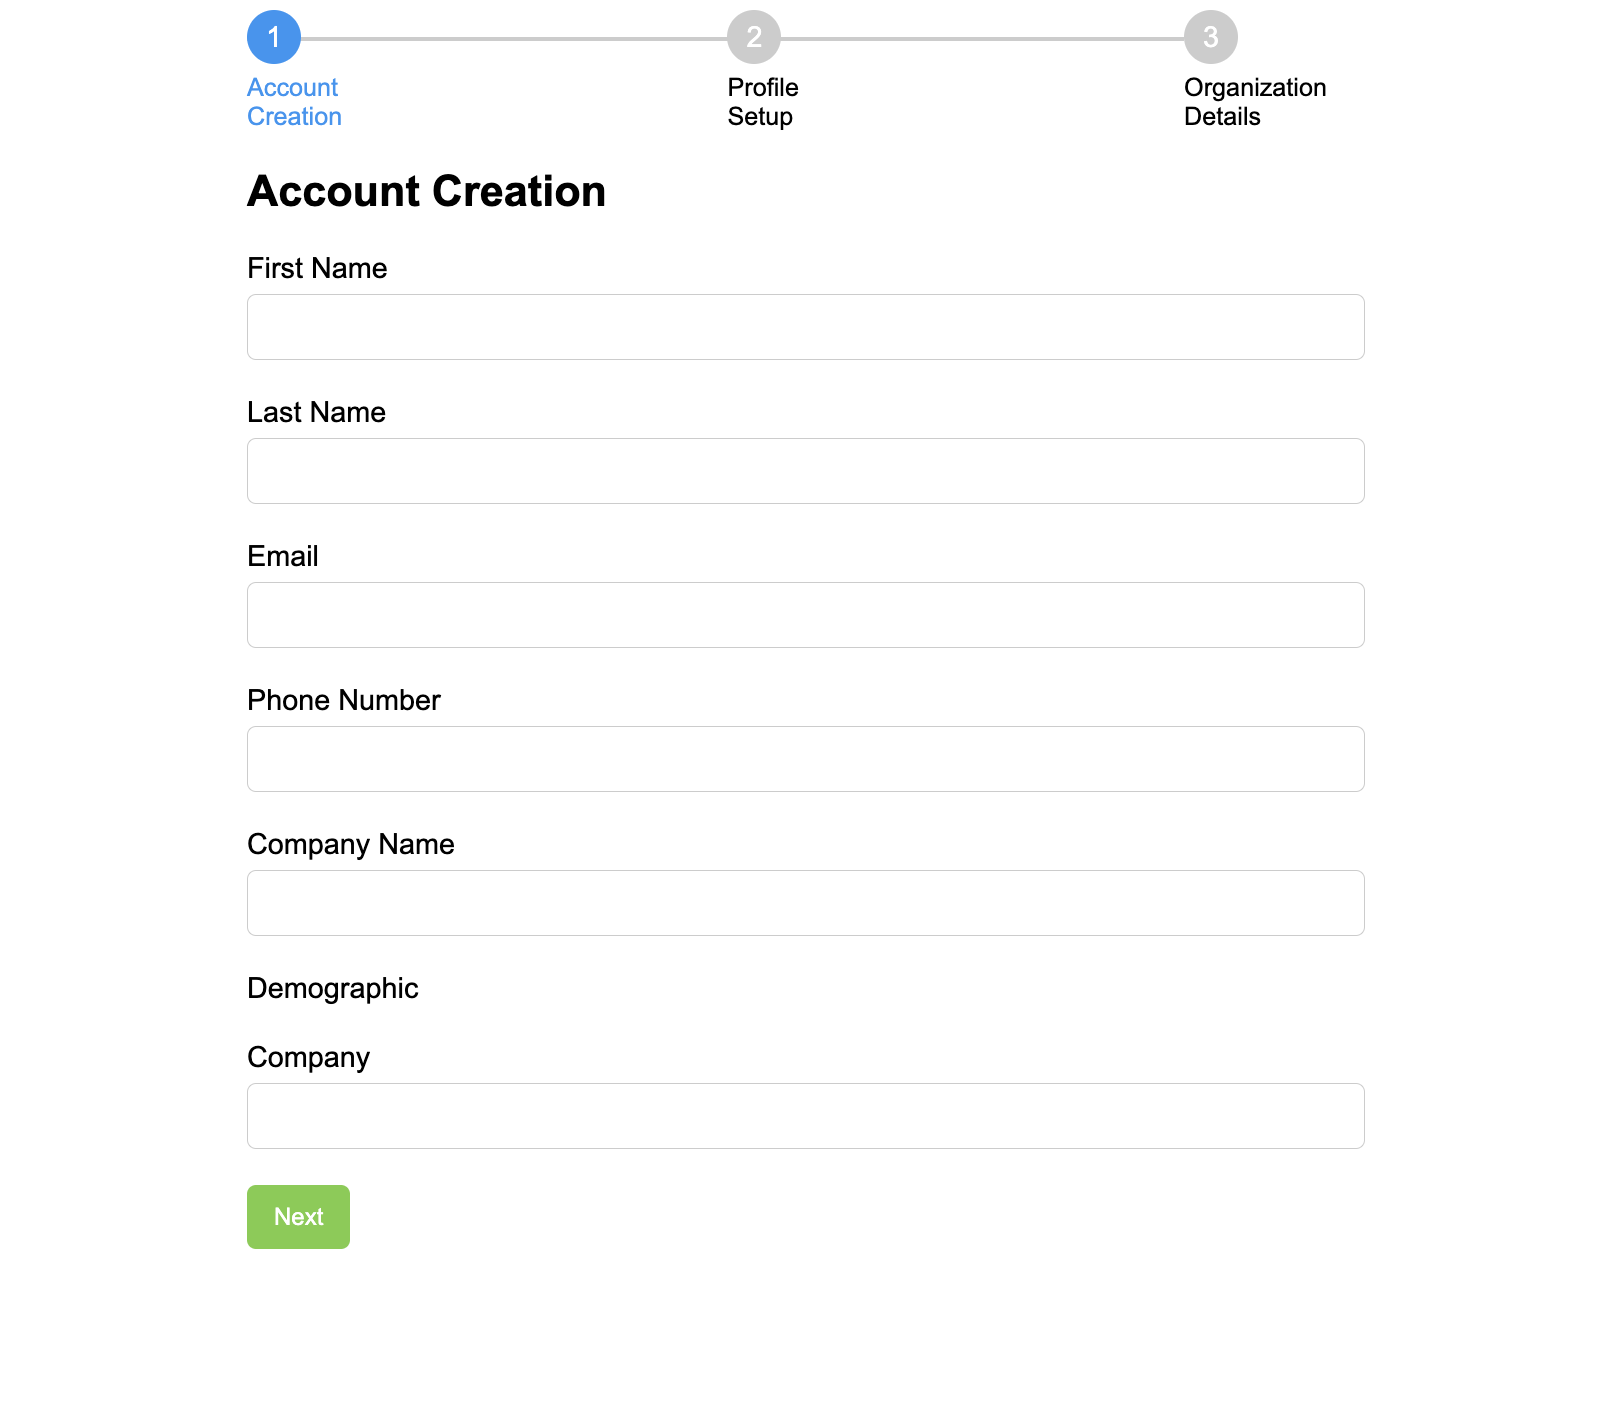 1
2
3
Account
Creation
Profile
Setup
Organization
Details
Account Creation
First Name
Last Name
Email
Phone Number
Company Name
Demographic
Company
Next